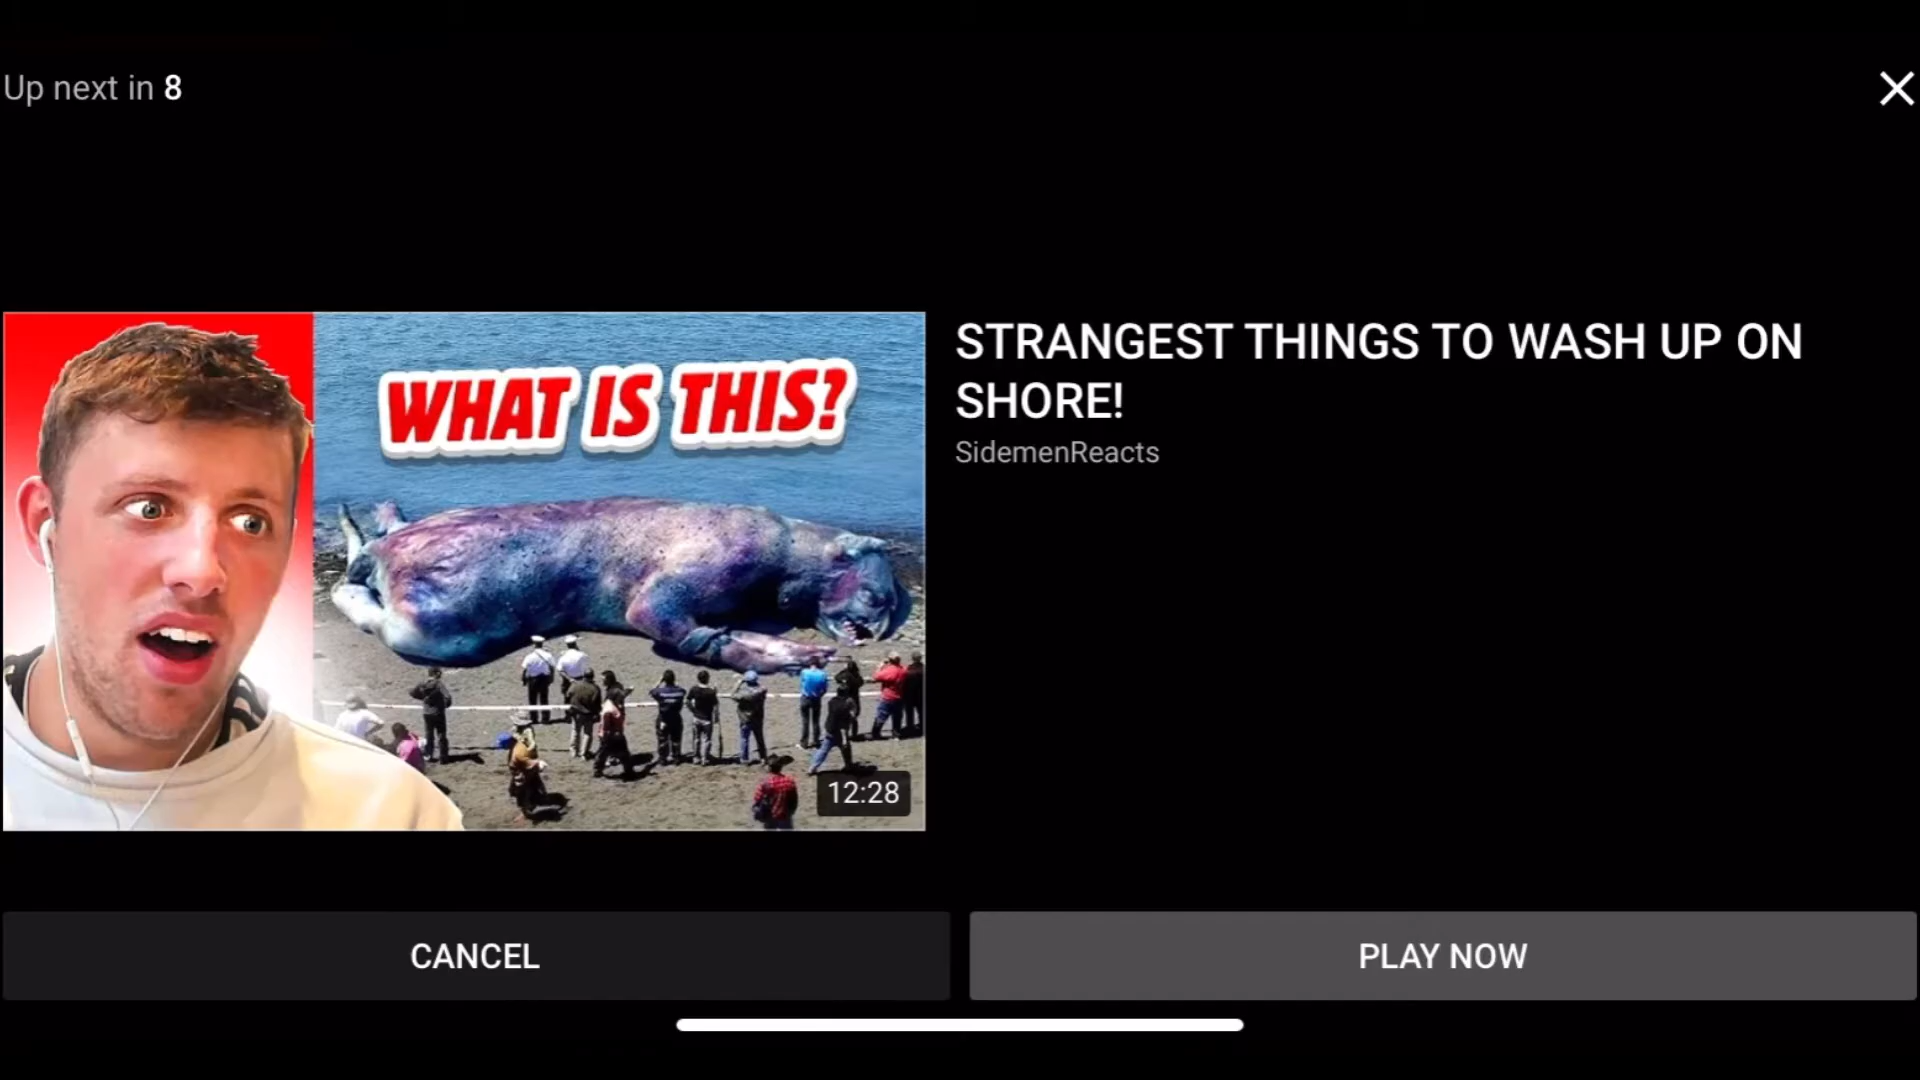 Up next in 8
WHAT IS THIS?
12:28
STRANGEST THINGS TO WASH UP ON
SHORE!
SidemenReacts
CANCEL
PLAY NOW